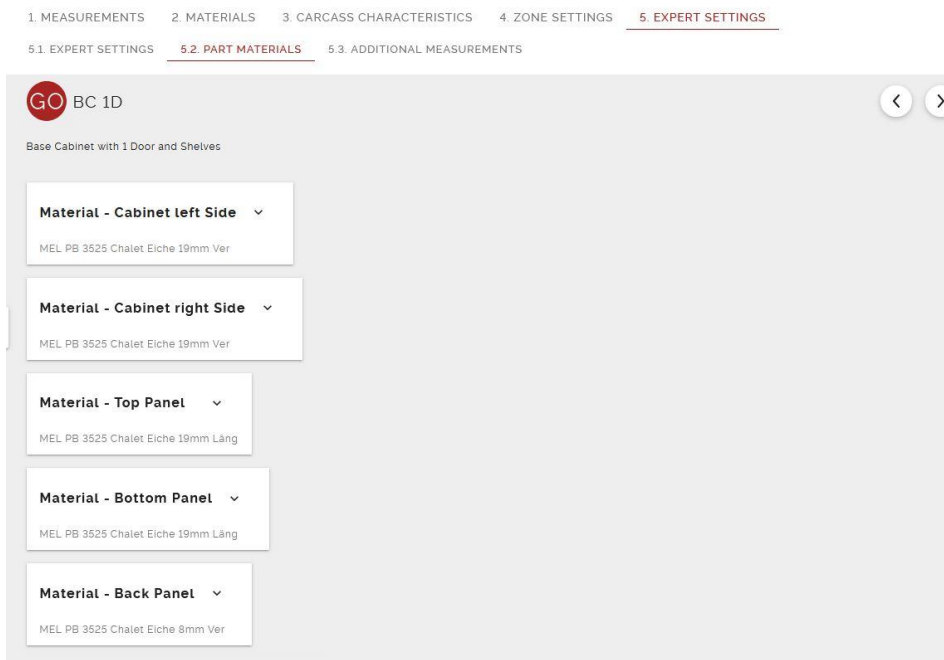 1. MEASUREMENTS 2. MATERIALS 3. CARCASS CHARACTERISTICS 4. ZONE SETTINGS 5. EXPERT SETTINGS
5.1. EXPERT SETTINGS 5.2. PART MATERIALS 5.3. ADDITIONAL MEASUREMENTS
GO BC 1D
Base Cabinet with 1 Door and Shelves
Material - Cabinet left Side
MEL PB 3525 Chalet Eiche 19mm Ver
Material - Cabinet right Side
MEL PB 3525 Chalet Eiche 19mm Ver
Material - Top Panel
MEL PB 3525 Chalet Eiche 19mm Läng
Material - Bottom Panel
MEL PB 3525 Chalet Eiche 19mm Läng
Material - Back Panel
MEL PB 3525 Chalet Eiche 8mm Ver